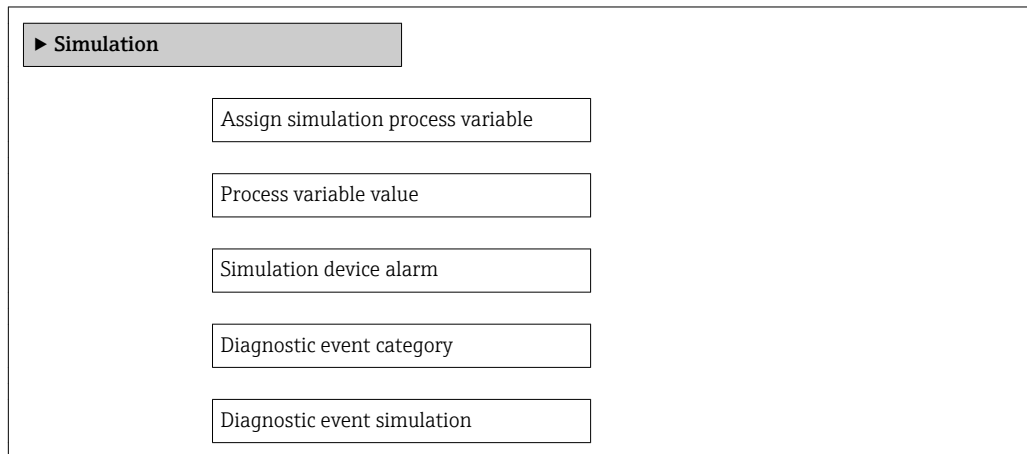 ▶ Simulation
Assign simulation process variable
Process variable value
Simulation device alarm
Diagnostic event category
Diagnostic event simulation